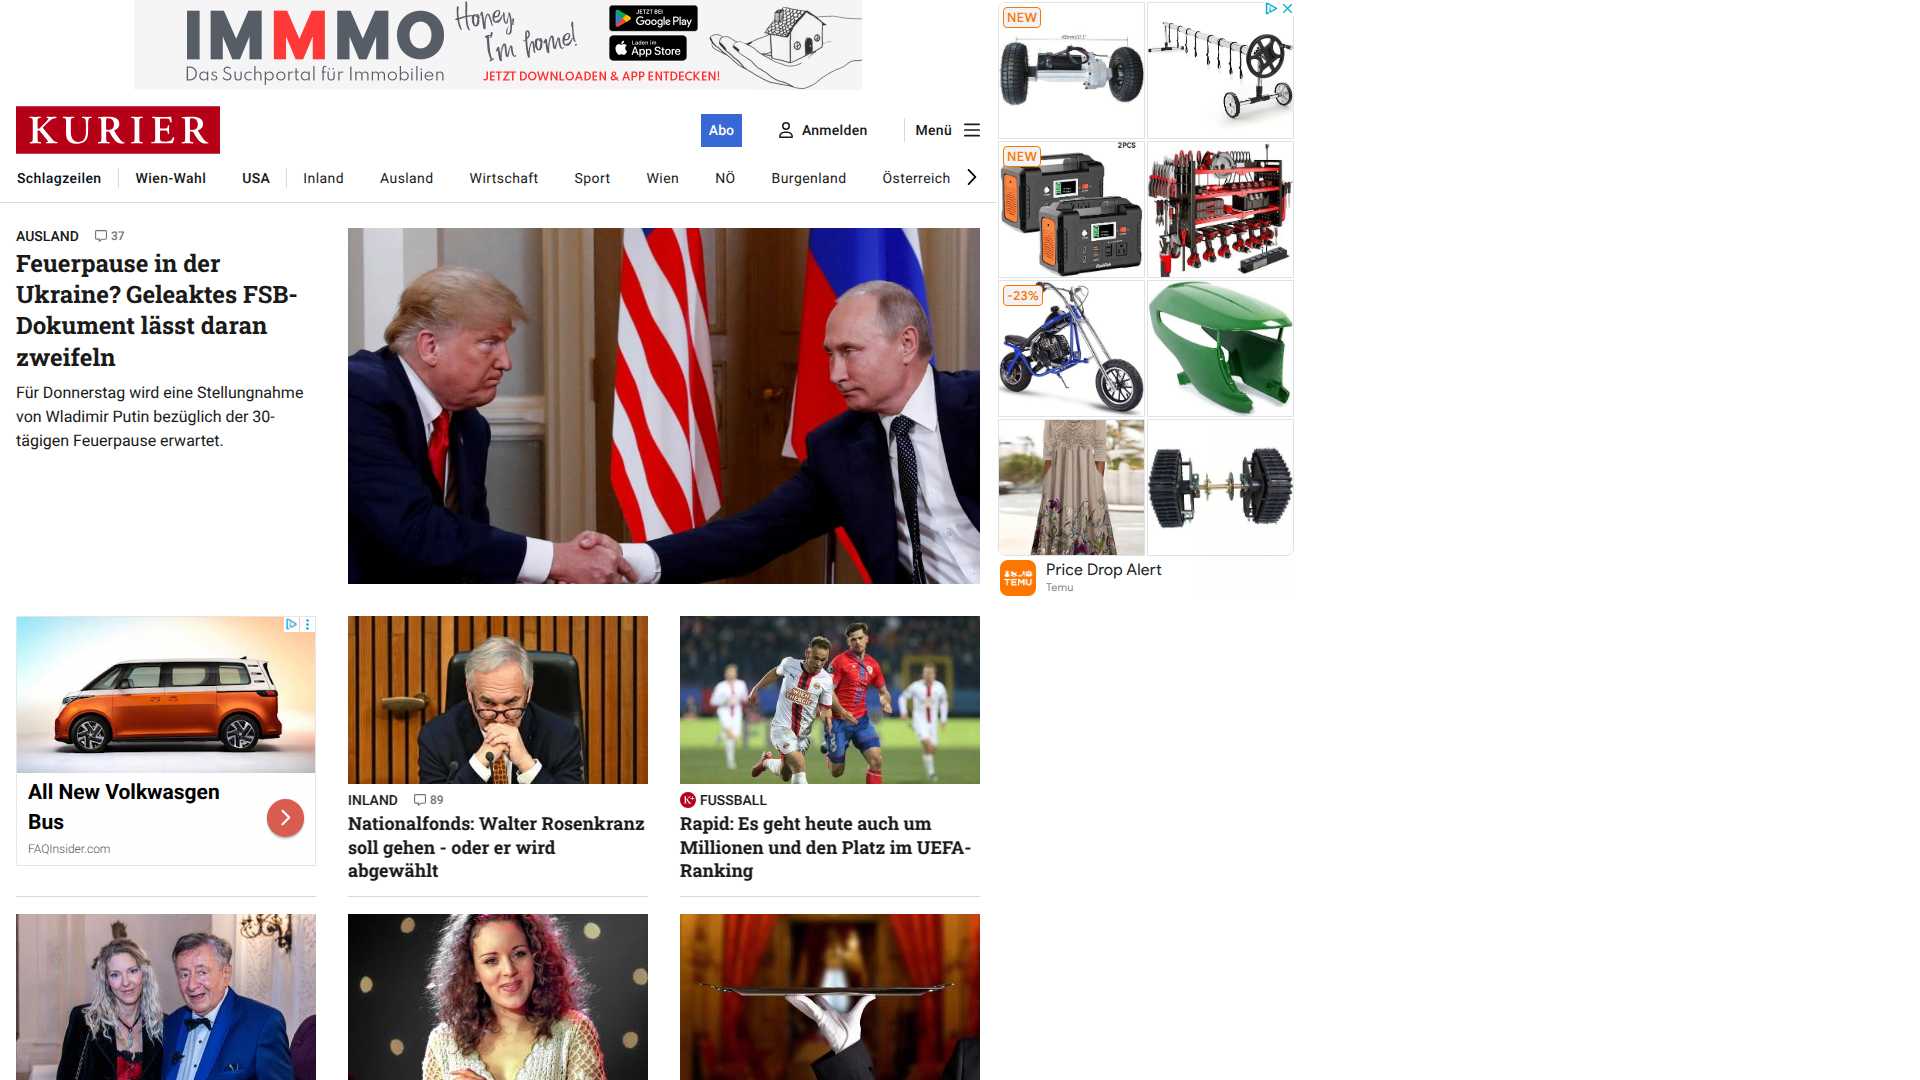 IMMMO
Das Suchportal für Immobilien
Honey,
I'm home!
JETZT BEI
Google Play
Laden im
App Store
JETZT DOWNLOADEN & APP ENTDECKEN!
KURIER
Abo
Anmelden
Menü
Schlagzeilen
Wien-Wahl
USA
Inland
Ausland
Wirtschaft
Sport
Wien
NÖ
Burgenland
Österreich
AUSLAND
37
Feuerpause in der
Ukraine? Geleaktes FSB-
Dokument lässt daran
zweifeln
Für Donnerstag wird eine Stellungnahme
von Wladimir Putin bezüglich der 30-
tägigen Feuerpause erwartet.
All New Volkwasgen
Bus
FAQInsider.com
INLAND
89
Nationalfonds: Walter Rosenkranz
soll gehen - oder er wird
abgewählt
WIEN
ENERGIE
K+
FUSSBALL
Rapid: Es geht heute auch um
Millionen und den Platz im UEFA-
Ranking
NEW
NEW
2PCS
-23%
TEMU
Price Drop Alert
Temu